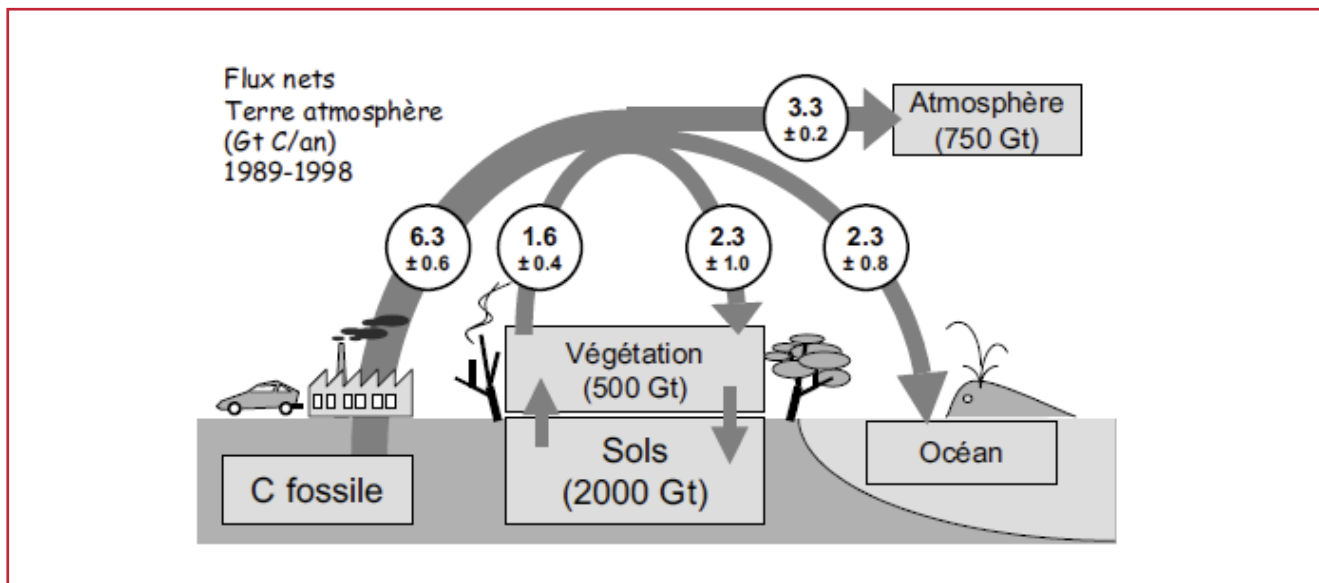 Flux nets
Terre atmosphère
(Gt C/an)
1989-1998
3.3
± 0.2
Atmosphère
(750 Gt)
6.3
± 0.6
1.6
± 0.4
2.3
± 1.0
2.3
± 0.8
Végétation
(500 Gt)
C fossile
Sols
(2000 Gt)
Océan